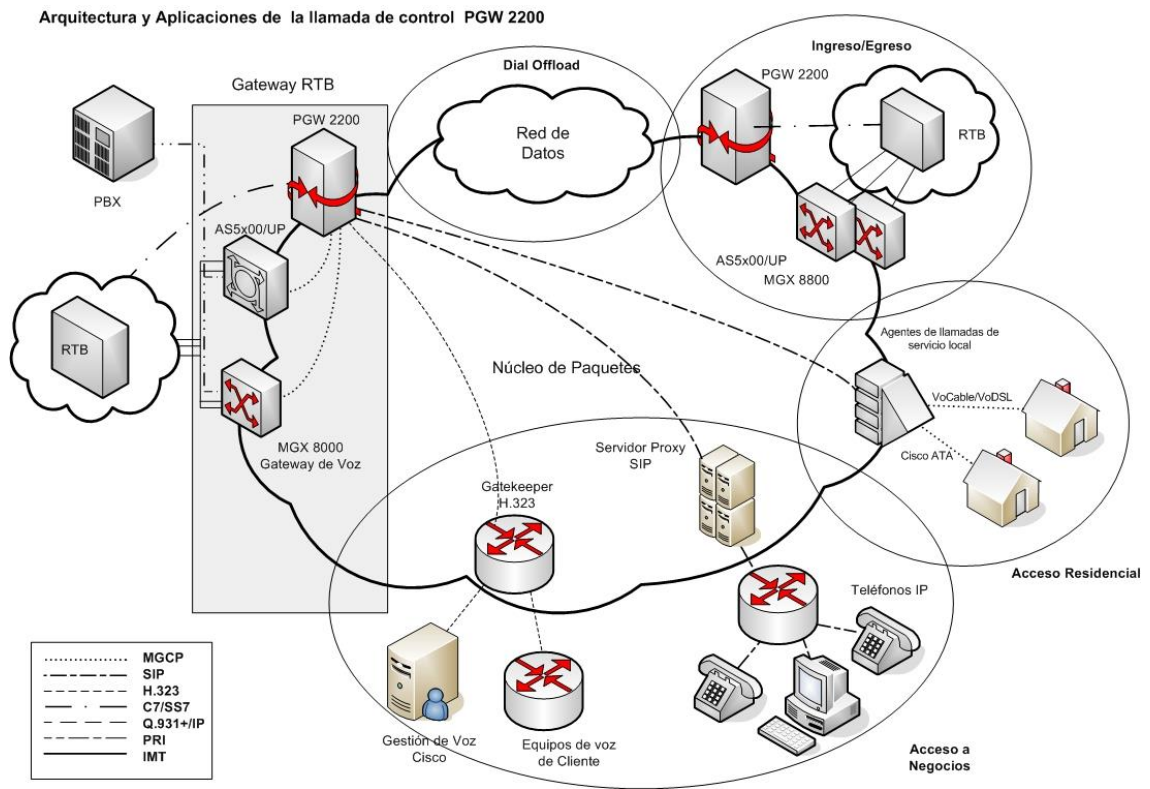 Arquitectura y Aplicaciones de la llamada de control PGW 2200
Ingreso/Egreso
Dial Offload
PGW 2200
Gateway RTB
PGW 2200
Red de
Datos
RTB
PBX
AS5x00/UP
AS5x00/UP
MGX 8800
RTB
Agentes de llamadas de
servicio local
Núcleo de Paquetes
VoCable/VoDSL
MGX 8000
Gateway de Voz
Servidor Proxy
SIP
Cisco ATA
Gatekeeper
H.323
Acceso Residencial
Teléfonos IP
MGCP
SIP
H.323
C7/SS7
Q.931+/IP
PRI
IMT
Gestión de Voz
Cisco
Equipos de voz
de Cliente
Acceso a
Negocios